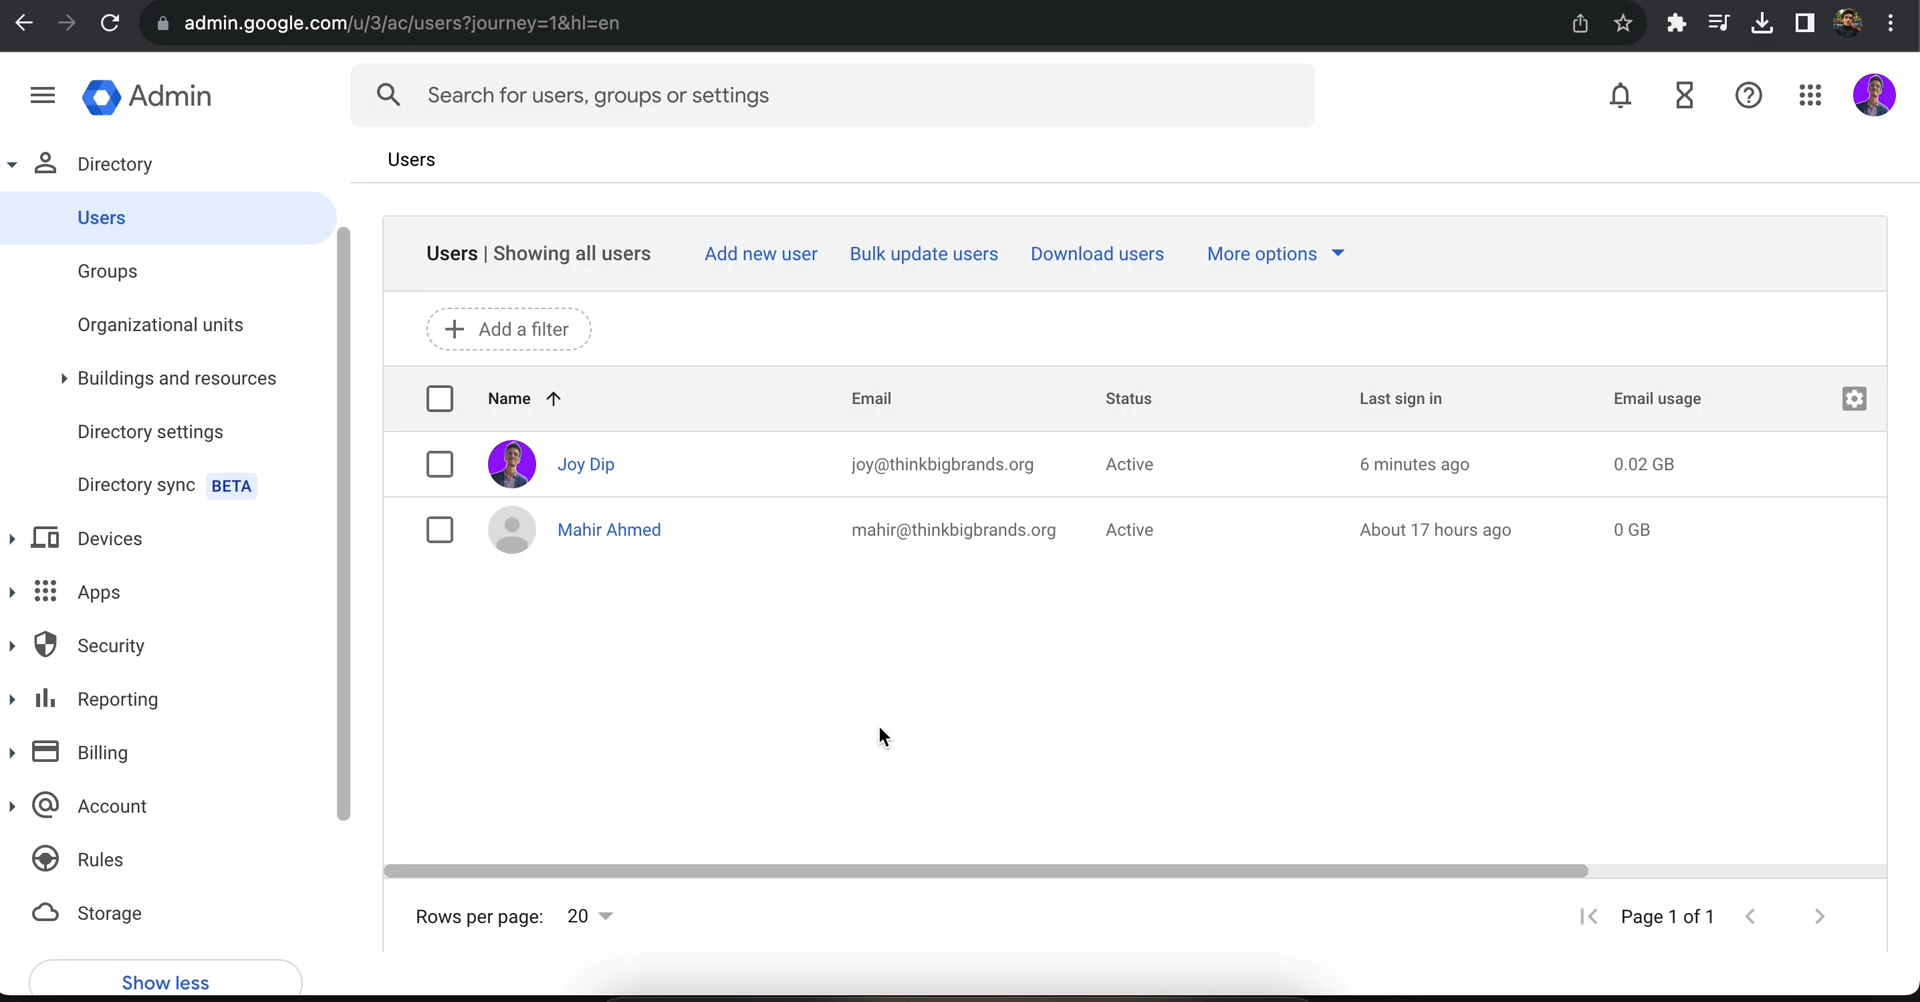 admin.google.com/u/3/ac/users?journey=1&hl=en
Admin
Search for users, groups or settings
Directory
Users
Groups
Organizational units
Buildings and resources
Directory settings
Directory sync BETA
Devices
Apps
Security
Reporting
Billing
Account
Rules
Storage
Show less
Users
Users | Showing all users Add new user Bulk update users Download users More options
Add a filter
Name Email Status Last sign in Email usage
Joy Dip joy@thinkbigbrands.org Active 6 minutes ago 0.02 GB
Mahir Ahmed mahir@thinkbigbrands.org Active About 17 hours ago 0 GB
Rows per page: 20 Page 1 of 1